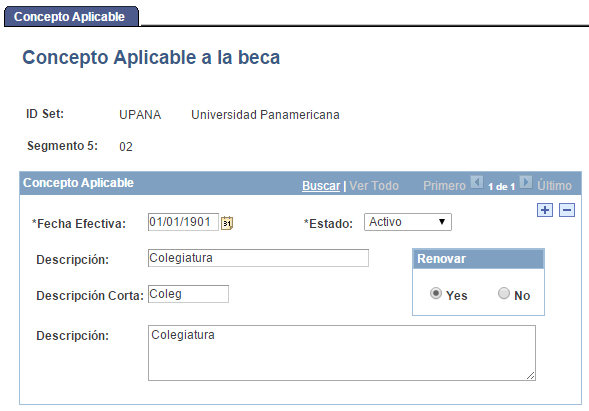 Concepto Aplicable
Concepto Aplicable a la beca
ID Set: UPANA Universidad Panamericana
Segmento 5: 02
Concepto Aplicable Buscar | Ver Todo Primero 1 de 1 Último
*Fecha Efectiva: 01/01/1901 31 *Estado: Activo
Descripción: Colegiatura
Renovar
Descripción Corta: Coleg
Yes No
Descripción: Colegiatura